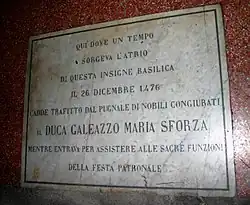 QUI DOVE UN TEMPO
SORGEVA L'ATRIO
DI QUESTA INSIGNE BASILICA
IL 26 DICEMBRE 1476
CADDE TRAFITTO DAL PUGNALE DI NOBILI CONGIURATI
IL DUCA GALEAZZO MARIA SFORZA
MENTRE ENTRAVA PER ASSISTERE ALLE SACRE FUNZIONI
DELLA FESTA PATRONALE